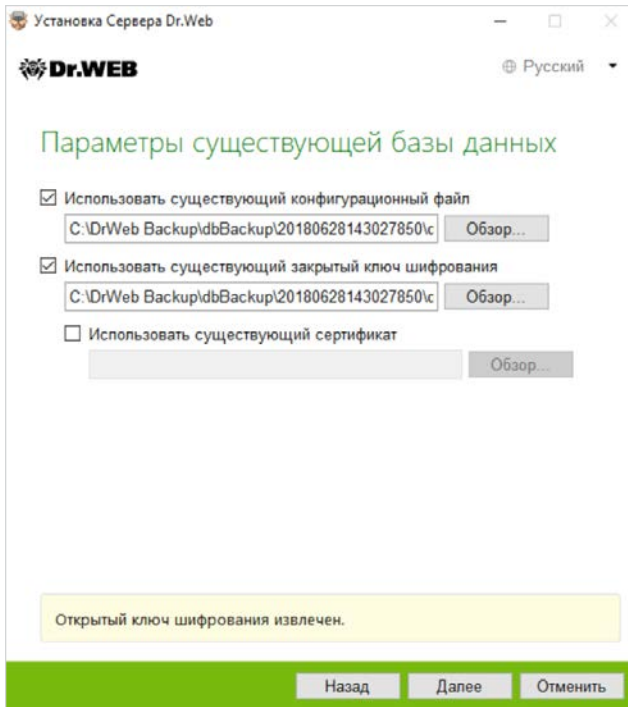 Установка Сервера Dr.Web
Dr.WEB
Русский
Параметры существующей базы данных
Использовать существующий конфигурационный файл
C:\DrWeb Backup\dbBackup\20180628143027850\c Обзор...
Использовать существующий закрытый ключ шифрования
C:\DrWeb Backup\dbBackup\20180628143027850\c Обзор...
Использовать существующий сертификат
Обзор...
Открытый ключ шифрования извлечен.
Назад Далее Отменить